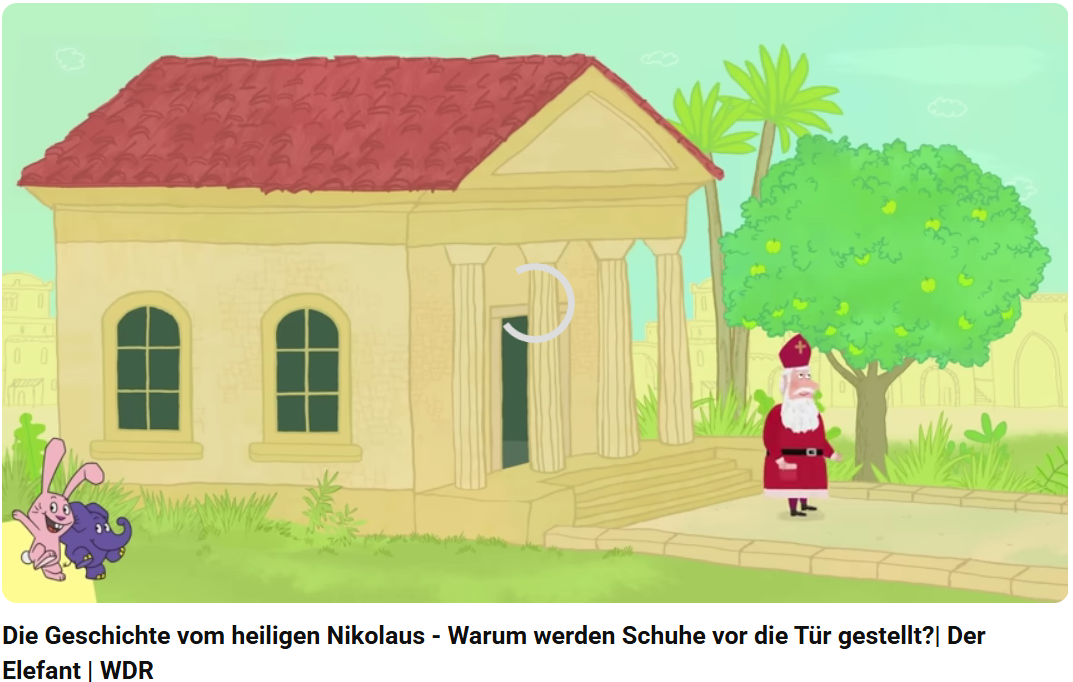 Die Geschichte vom heiligen Nikolaus - Warum werden Schuhe vor die Tür gestellt?| Der
Elefant | WDR